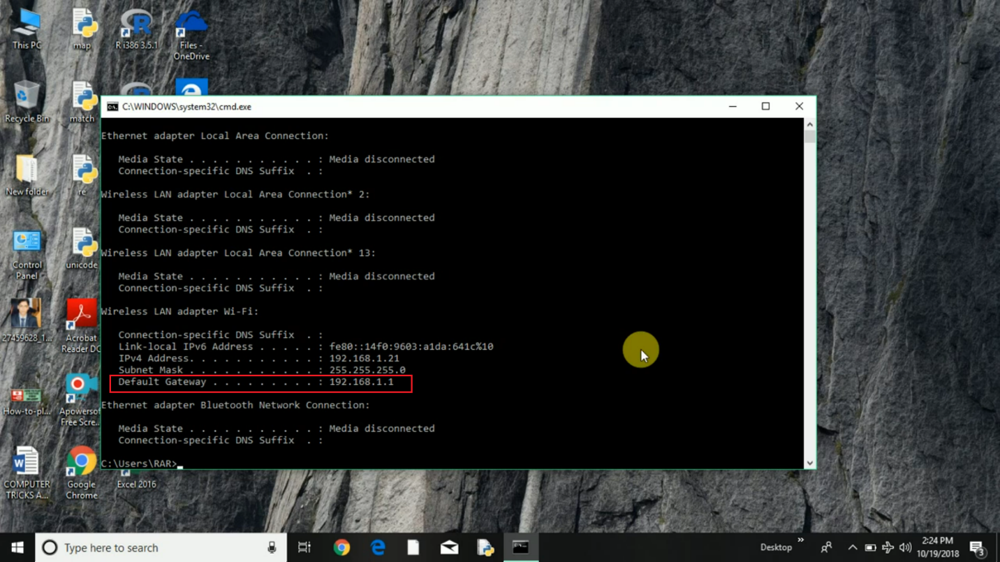 This PC
map
R i386 3.5.1
Files -
OneDrive
Recycle Bin
match
New folder
re
Control
Panel
unicode
27459628_1...
Acrobat
Reader DC
How-to-pl...
Apowersof
Free Scre...
COMPUTER
TRICKS A...
Google
Chrome
Excel 2016
C:\WINDOWS\system32\cmd.exe
Ethernet adapter Local Area Connection:
Media State . . . . . . . . . . . : Media disconnected
Connection-specific DNS Suffix  . :
Wireless LAN adapter Local Area Connection* 2:
Media State . . . . . . . . . . . : Media disconnected
Connection-specific DNS Suffix  . :
Wireless LAN adapter Local Area Connection* 13:
Media State . . . . . . . . . . . : Media disconnected
Connection-specific DNS Suffix  . :
Wireless LAN adapter Wi-Fi:
Connection-specific DNS Suffix  . :
Link-local IPv6 Address . . . . . : fe80::14f0:9603:a1da:641c%10
IPv4 Address. . . . . . . . . . . : 192.168.1.21
Subnet Mask . . . . . . . . . . . : 255.255.255.0
Default Gateway . . . . . . . . . : 192.168.1.1
Ethernet adapter Bluetooth Network Connection:
Media State . . . . . . . . . . . : Media disconnected
Connection-specific DNS Suffix  . :
C:\Users\RAR>
Type here to search
Desktop
2:24 PM
10/19/2018
3